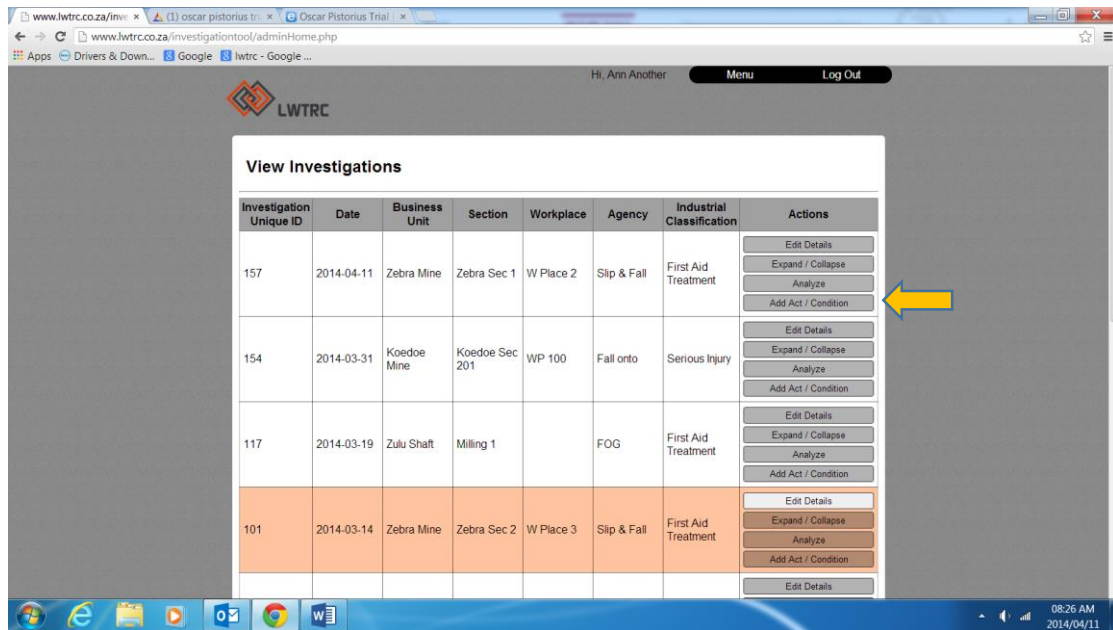 www.lwtrc.co.za/inve
(1) oscar pistorius tri
Oscar Pistorius Trial
www.lwtrc.co.za/investigationtool/adminHome.php
Apps Drivers & Down... Google lwtrc - Google ...
Hi, Ann Another Menu Log Out
LWTRC
View Investigations
Investigation Unique ID Date Business Unit Section Workplace Agency Industrial Classification Actions
157 2014-04-11 Zebra Mine Zebra Sec 1 W Place 2 Slip & Fall First Aid Treatment
Edit Details
Expand / Collapse
Analyze
Add Act / Condition
154 2014-03-31 Koedoe Mine Koedoe Sec 201 WP 100 Fall onto Serious Injury
Edit Details
Expand / Collapse
Analyze
Add Act / Condition
117 2014-03-19 Zulu Shaft Milling 1 FOG First Aid Treatment
Edit Details
Expand / Collapse
Analyze
Add Act / Condition
101 2014-03-14 Zebra Mine Zebra Sec 2 W Place 3 Slip & Fall First Aid Treatment
Edit Details
Expand / Collapse
Analyze
Add Act / Condition
Edit Details
08:26 AM
2014/04/11